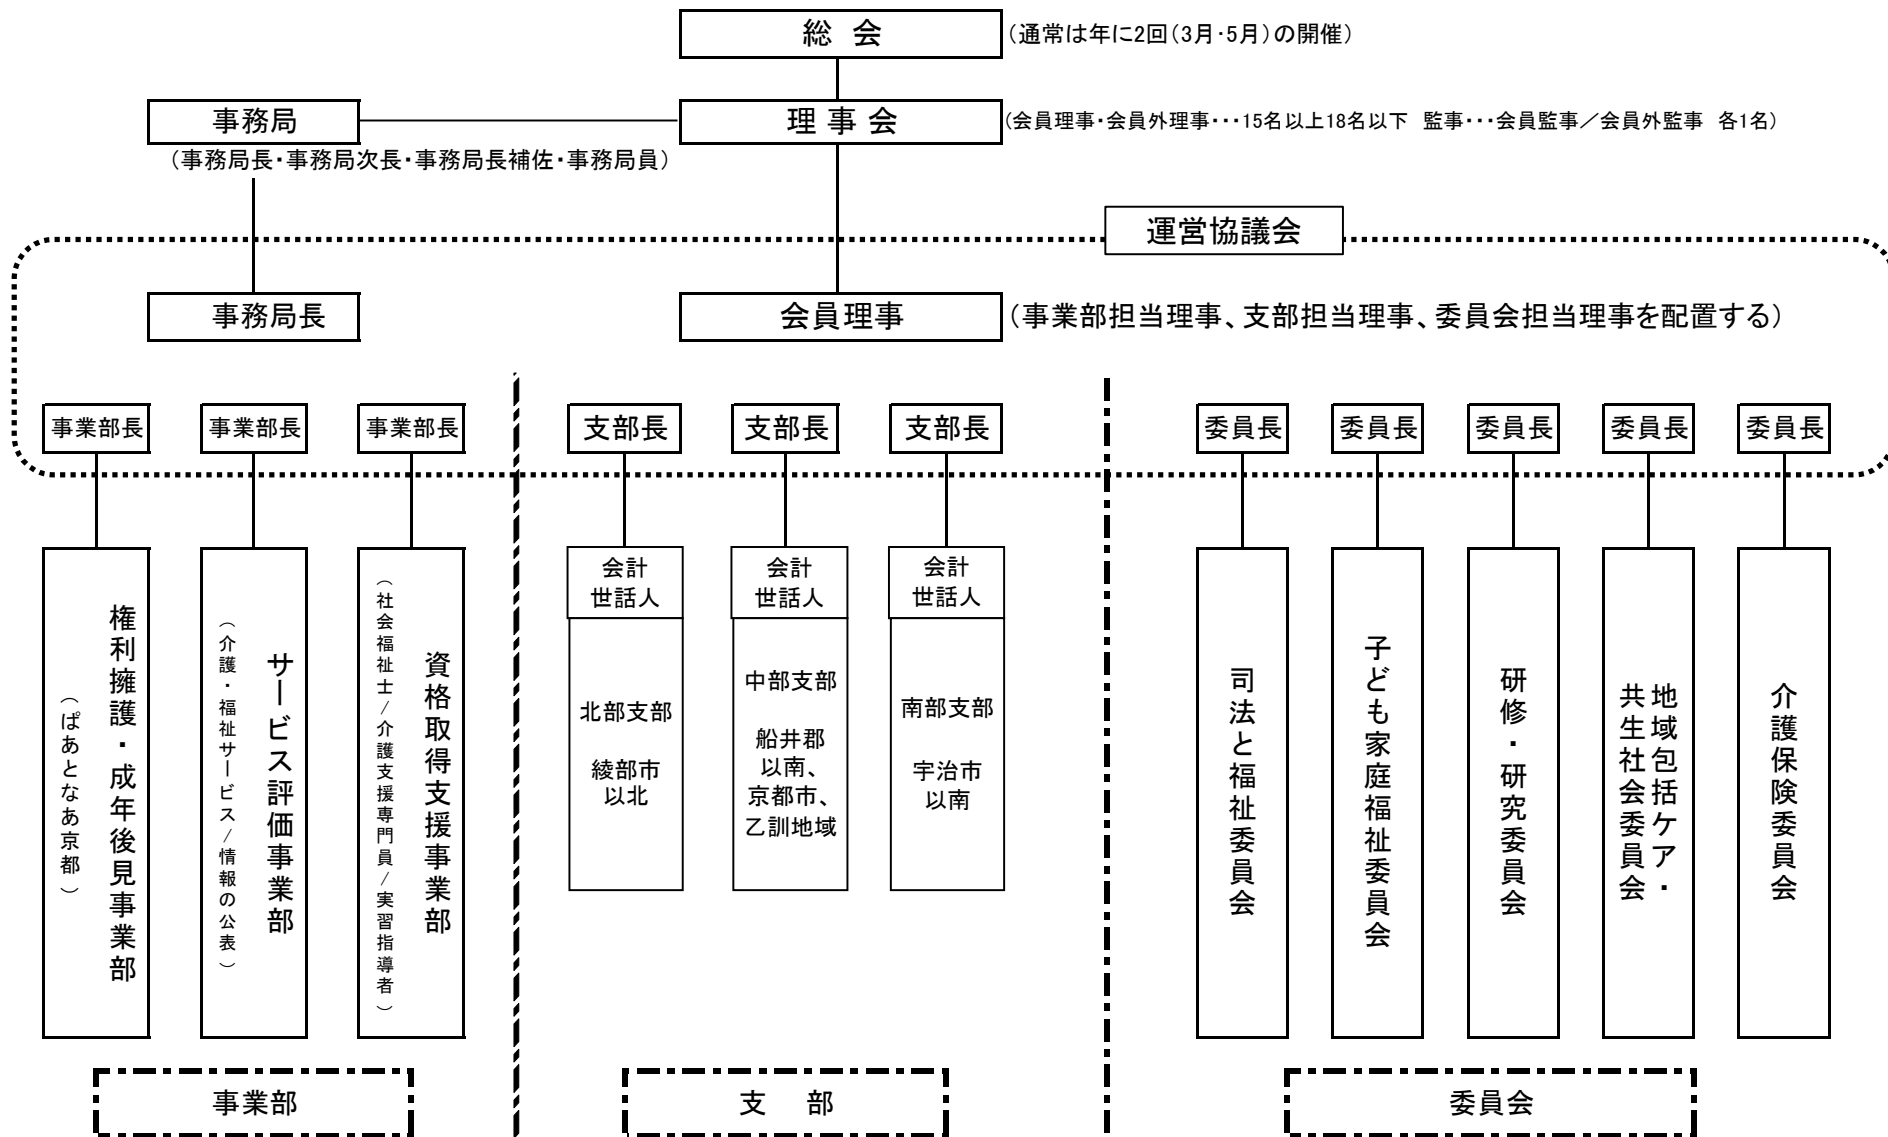 総 会
（通常は年に2回（3月・5月）の開催）
事務局
理 事 会
（会員理事・会員外理事・・・15名以上18名以下 監事・・・会員監事／会員外監事 各1名）
（事務局長・事務局次長・事務局長補佐・事務局員）
運営協議会
事務局長
会員理事
（事業部担当理事、支部担当理事、委員会担当理事を配置する）
事業部長
事業部長
事業部長
支部長
支部長
支部長
委員長
委員長
委員長
委員長
委員長
権利擁護・成年後見事業部
（ぱあとなあ京都）
サービス評価事業部
（介護・福祉サービス/情報の公表）
資格取得支援事業部
（社会福祉士/介護支援専門員/実習指導者）
会計
世話人
北部支部
綾部市
以北
会計
世話人
中部支部
船井郡
以南、
京都市、
乙訓地域
会計
世話人
南部支部
宇治市
以南
司法と福祉委員会
子ども家庭福祉委員会
研修・研究委員会
地域包括ケア・
共生社会委員会
介護保険委員会
事業部
支 部
委員会